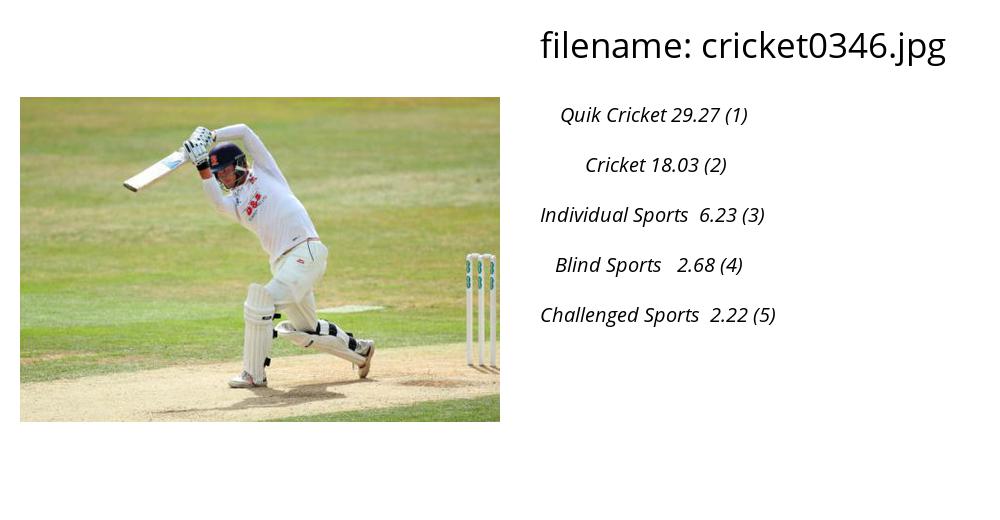 filename: cricket0346.jpg
Quik Cricket 29.27 (1)
Cricket 18.03 (2)
Individual Sports 6.23 (3)
Blind Sports 2.68 (4)
Challenged Sports 2.22 (5)